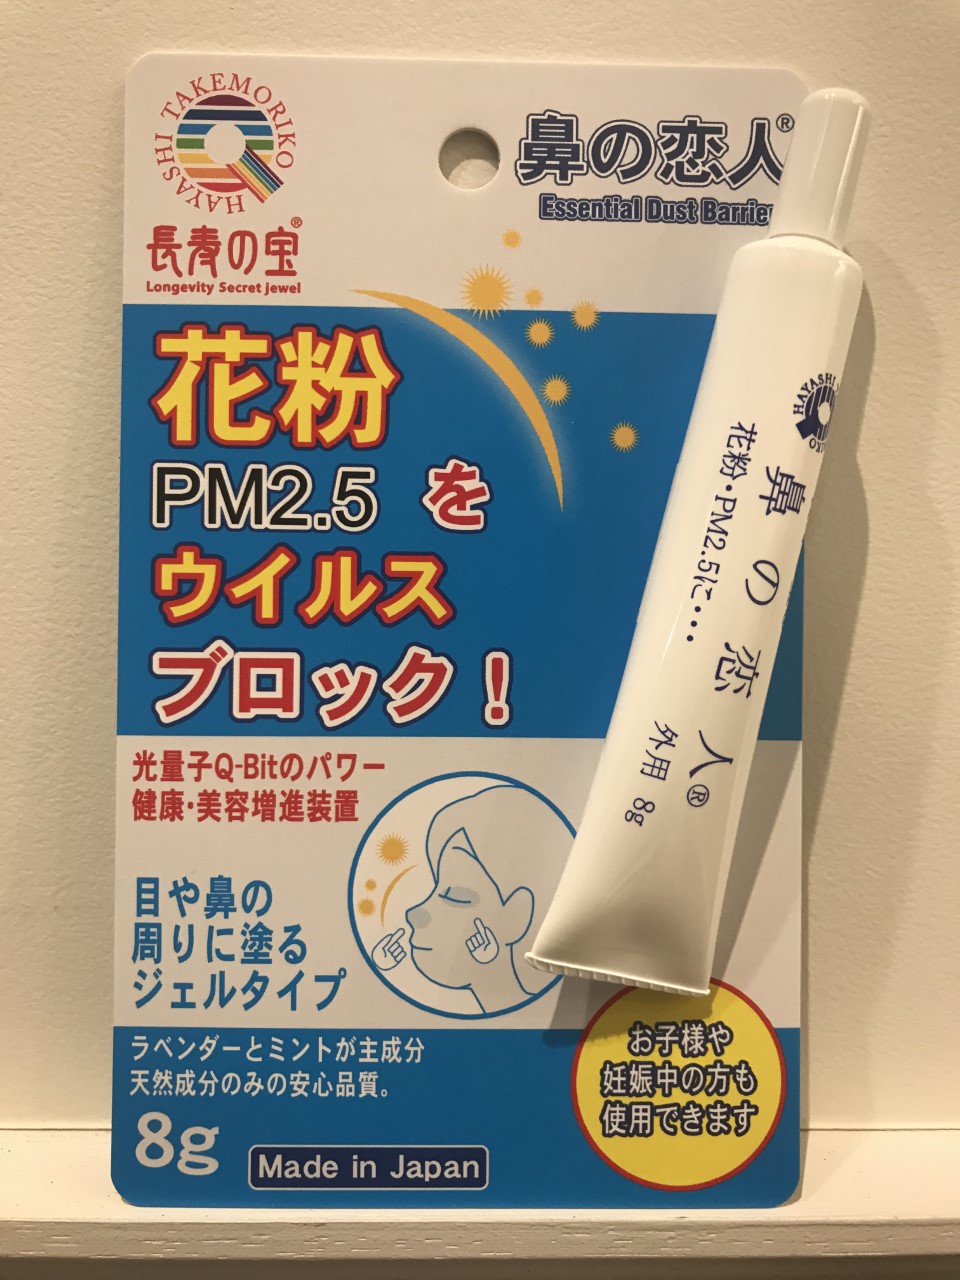 HAYASHI TAKEMORIKO
長寿の宝®
Longevity Secret jewel
鼻の恋人®
Essential Dust Barrier
花粉
PM2.5 を
ウイルス
ブロック!
光量子Q-Bitのパワー
健康・美容増進装置
目や鼻の
周りに塗る
ジェルタイプ
ラベンダーとミントが主成分
天然成分のみの安心品質。
8g
Made in Japan
お子様や
妊娠中の方も
使用できます
HAYASHI
鼻の恋人®
花粉・PM2.5に・・・
外用 8g